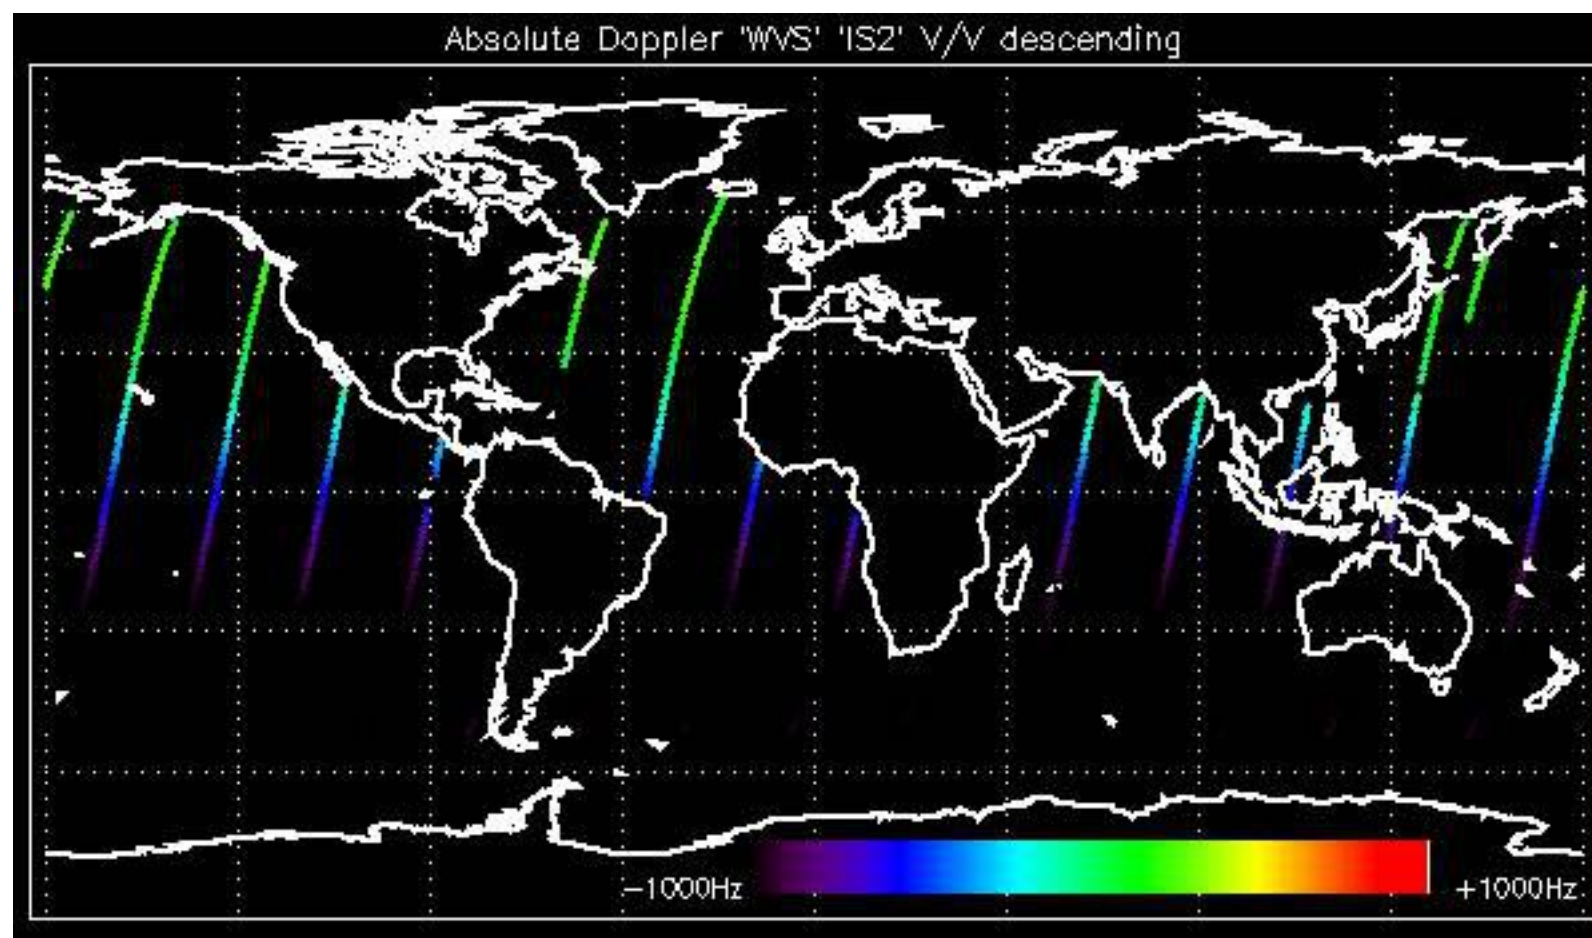 Absolute Doppler 'WVS' 'IS2' V/V descending
-1000Hz +1000Hz